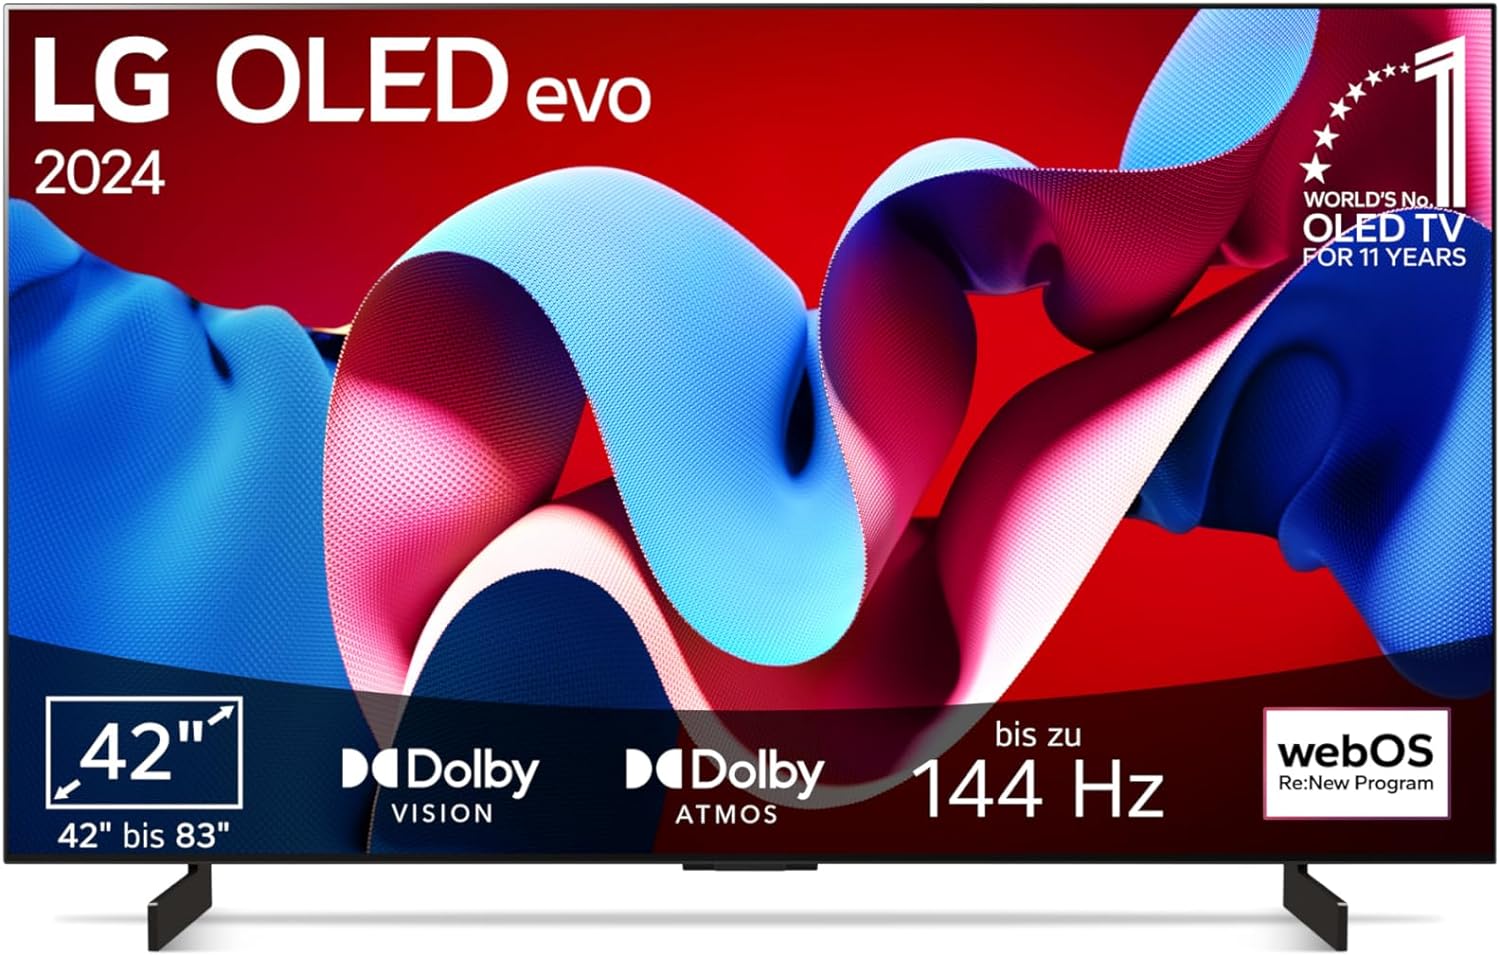 LG OLED evo
2024
1
WORLD'S No.
OLED TV
FOR 11 YEARS
42"
42" bis 83"
Dolby
VISION
Dolby
ATMOS
bis zu
144 Hz
webOS
Re:New Program